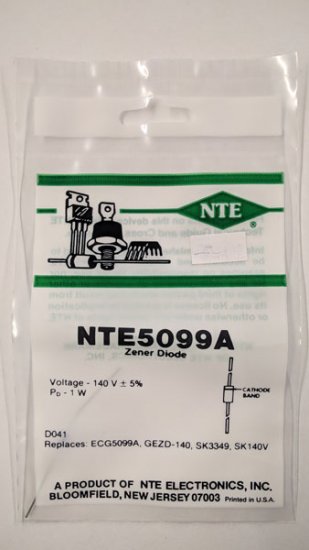 NTE
NTE5099A
Zener Diode
Voltage - 140 V ± 5%
PD - 1 W
CATHODE
BAND
D041
Replaces: ECG5099A, GEZD-140, SK3349, SK140V
A PRODUCT OF NTE ELECTRONICS, INC.
BLOOMFIELD, NEW JERSEY 07003 Printed in U.S.A.